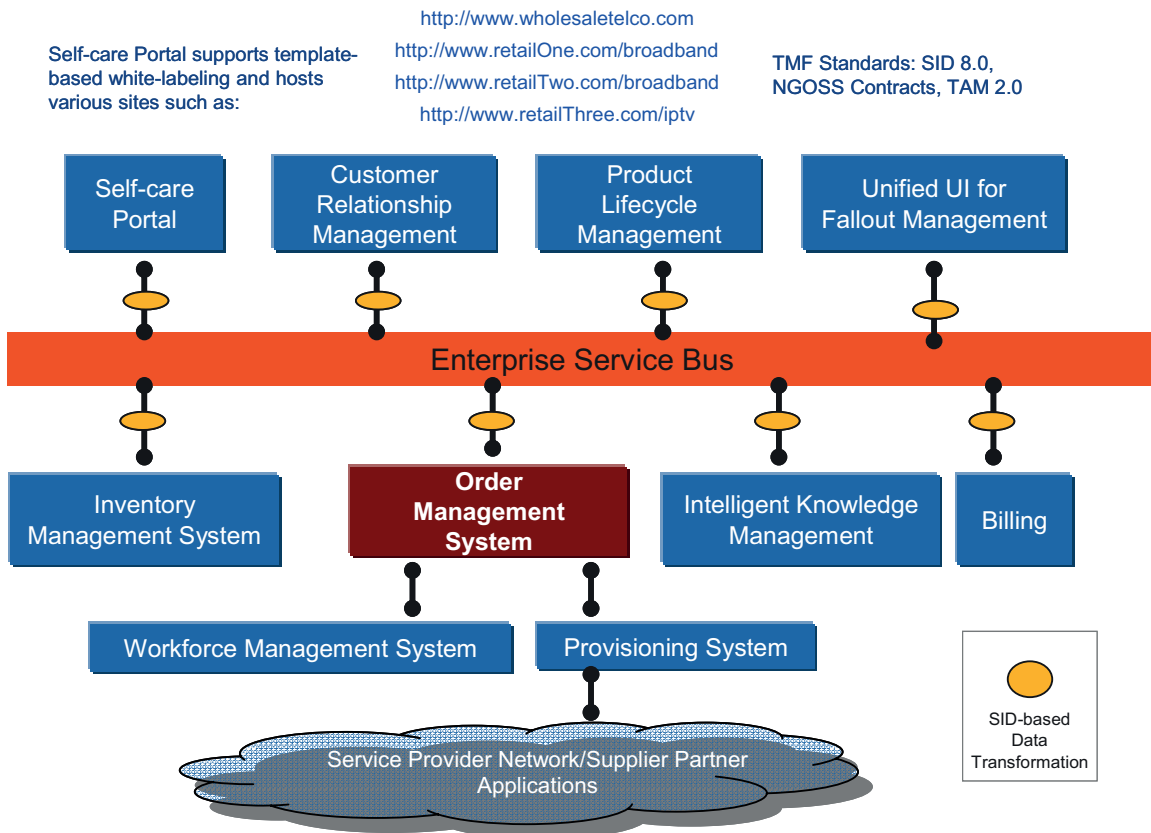 http://www.wholesaletelco.com
http://www.retailOne.com/broadband
http://www.retailTwo.com/broadband
http://www.retailThree.com/iptv
Self-care Portal supports template-
based white-labeling and hosts
various sites such as:
TMF Standards: SID 8.0,
NGOSS Contracts, TAM 2.0
Self-care
Portal
Customer
Relationship
Management
Product
Lifecycle
Management
Unified UI for
Fallout Management
Enterprise Service Bus
Inventory
Management System
Order
Management
System
Intelligent Knowledge
Management
Billing
Workforce Management System
Provisioning System
Service Provider Network/Supplier Partner
Applications
SID-based
Data
Transformation